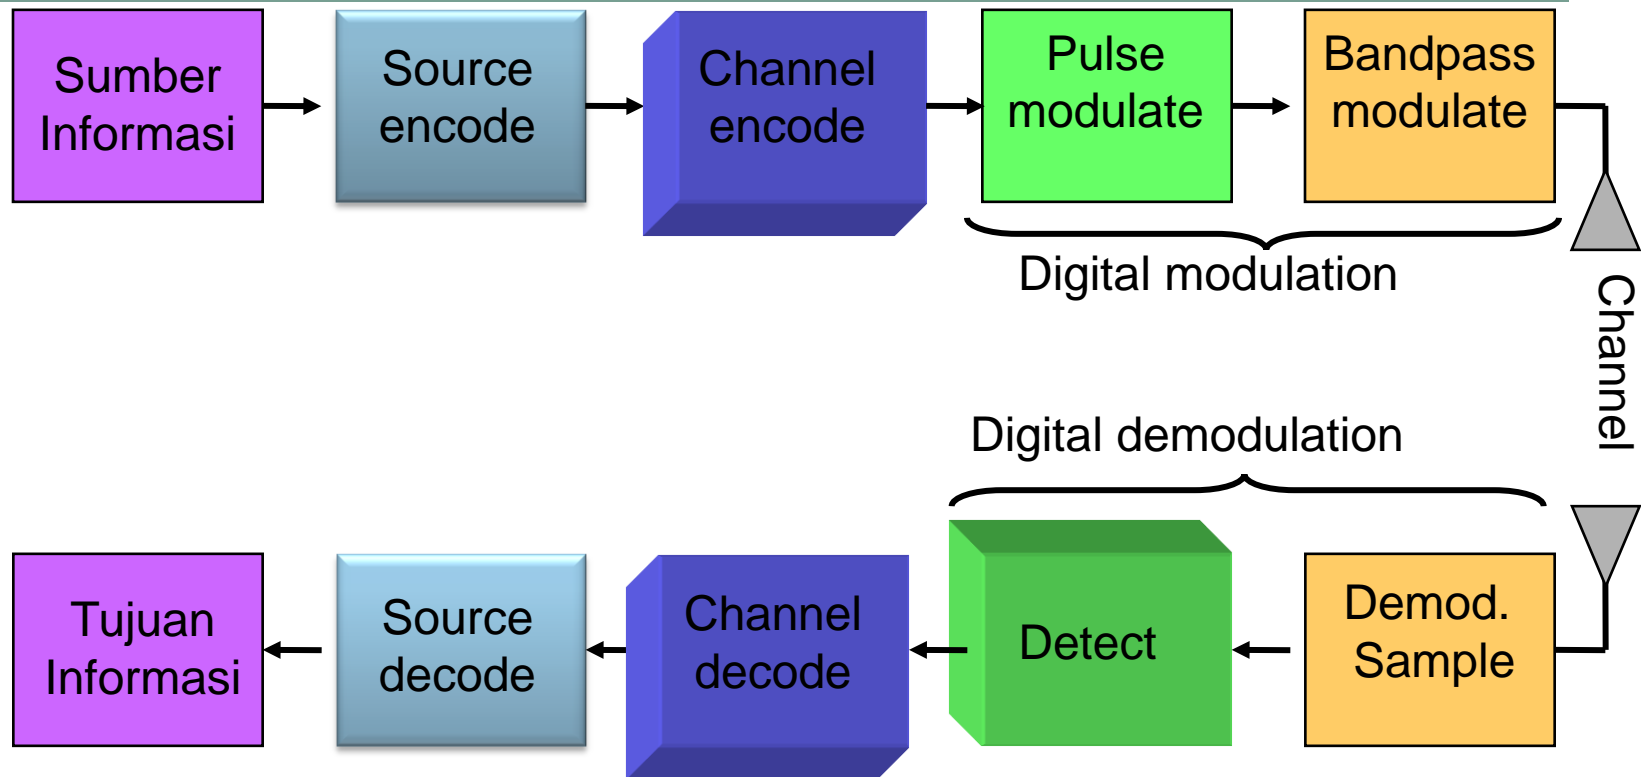 Sumber
Informasi
Source
encode
Channel
encode
Pulse
modulate
Bandpass
modulate
Digital modulation
Channel
Digital demodulation
Tujuan
Informasi
Source
decode
Channel
decode
Detect
Demod.
Sample